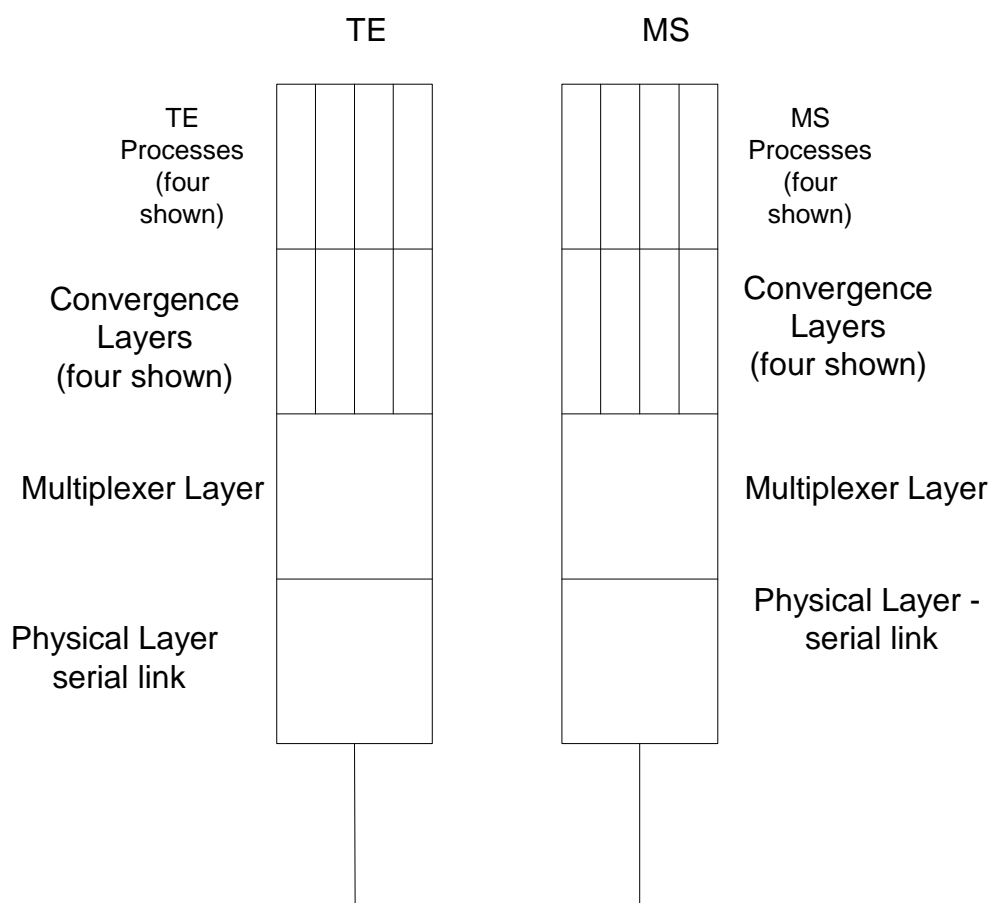 TE
MS
TE
Processes
(four
shown)
MS
Processes
(four
shown)
Convergence
Layers
(four shown)
Convergence
Layers
(four shown)
Multiplexer Layer
Multiplexer Layer
Physical Layer
serial link
Physical Layer -
serial link